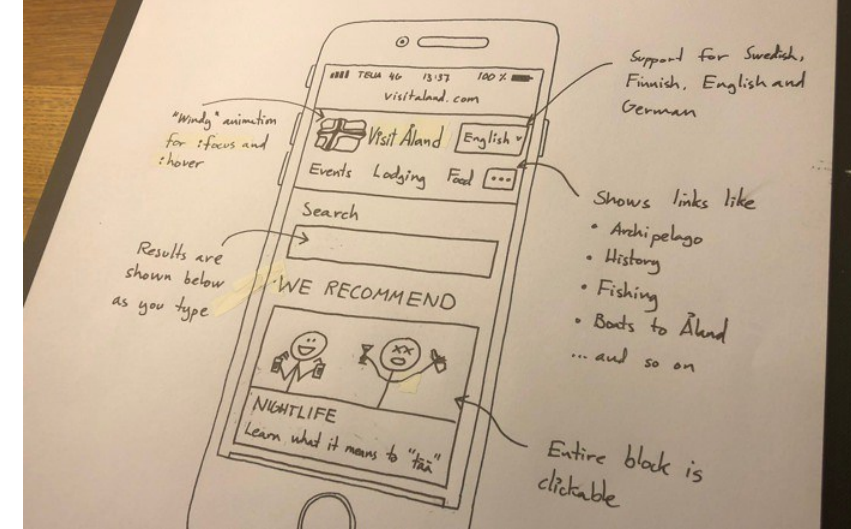 TELIA 4G 13:37 100 %
visitaland.com
Visit Åland
English
Events Lodging Food ...
Search
WE RECOMMEND
NIGHTLIFE
Learn what it means to "tää"
"Windy" animation
for :focus and
:hover
Results are
shown below
as you type
Support for Swedish,
Finnish, English and
German
Shows links like
• Archipelago
• History
• Fishing
• Boats to Åland
... and so on
Entire block is
clickable